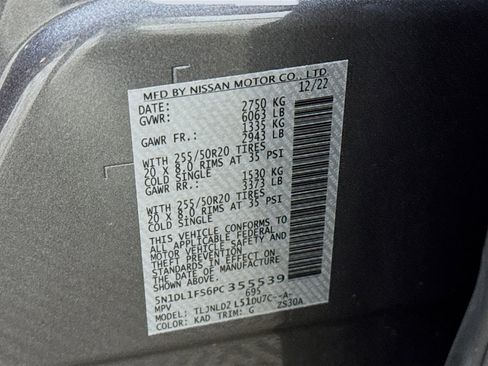 MFD BY NISSAN MOTOR CO., LTD.
DATE: 12/22
GVWR: 2750 KG
6063 LB
GAWR FR.: 1335 KG
2943 LB
WITH 255/50R20 TIRES
20 X 8.0 RIMS AT 35 PSI
COLD SINGLE
GAWR RR.: 1530 KG
3373 LB
WITH 255/50R20 TIRES
20 X 8.0 RIMS AT 35 PSI
COLD SINGLE
THIS VEHICLE CONFORMS TO
ALL APPLICABLE FEDERAL
MOTOR VEHICLE SAFETY AND
THEFT PREVENTION
STANDARDS IN EFFECT ON
THE DATE OF MANUFACTURE
SHOWN ABOVE.
5N1DL1FS6PC 355539
MPV 695
MODEL: TLJNLDZ L51DU7C--A-
COLOR: KAD TRIM: G ZS30A